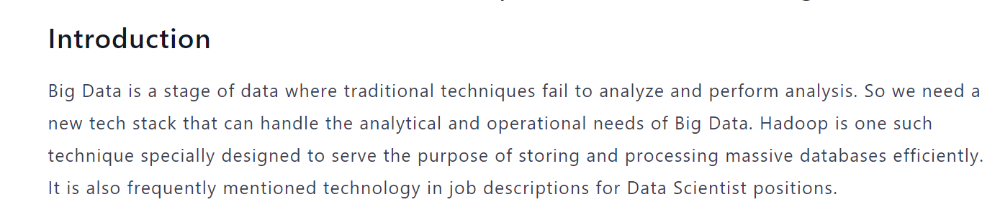 Introduction
Big Data is a stage of data where traditional techniques fail to analyze and perform analysis. So we need a
new tech stack that can handle the analytical and operational needs of Big Data. Hadoop is one such
technique specially designed to serve the purpose of storing and processing massive databases efficiently.
It is also frequently mentioned technology in job descriptions for Data Scientist positions.